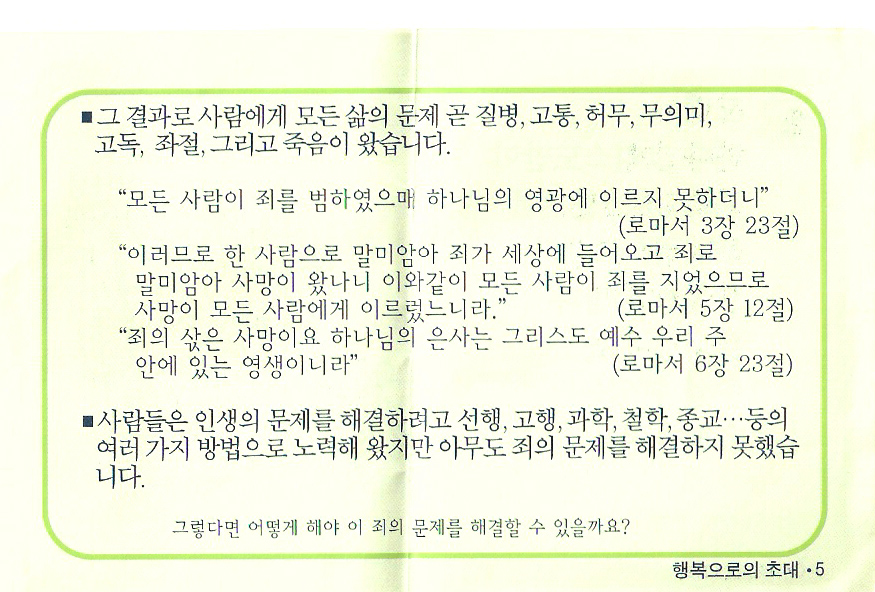 ■그 결과로 사람에게 모든 삶의 문제 곧 질병, 고통, 허무, 무의미,
고독, 좌절, 그리고 죽음이 왔습니다.
“모든 사람이 죄를 범하였으매 하나님의 영광에 이르지 못하더니”
(로마서 3장 23절)
“이러므로 한 사람으로 말미암아 죄가 세상에 들어오고 죄로
말미암아 사망이 왔나니 이와같이 모든 사람이 죄를 지었으므로
사망이 모든 사람에게 이르렀느니라.” (로마서 5장 12절)
“죄의 삯은 사망이요 하나님의 은사는 그리스도 예수 우리 주
안에 있는 영생이니라” (로마서 6장 23절)
■사람들은 인생의 문제를 해결하려고 선행, 고행, 과학, 철학, 종교…등의
여러 가지 방법으로 노력해 왔지만 아무도 죄의 문제를 해결하지 못했습
니다.
그렇다면 어떻게 해야 이 죄의 문제를 해결할 수 있을까요?
행복으로의 초대 • 5